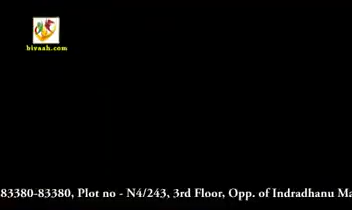 bivaah.com
83380-83380, Plot no - N4/243, 3rd Floor, Opp. of Indradhanu Ma